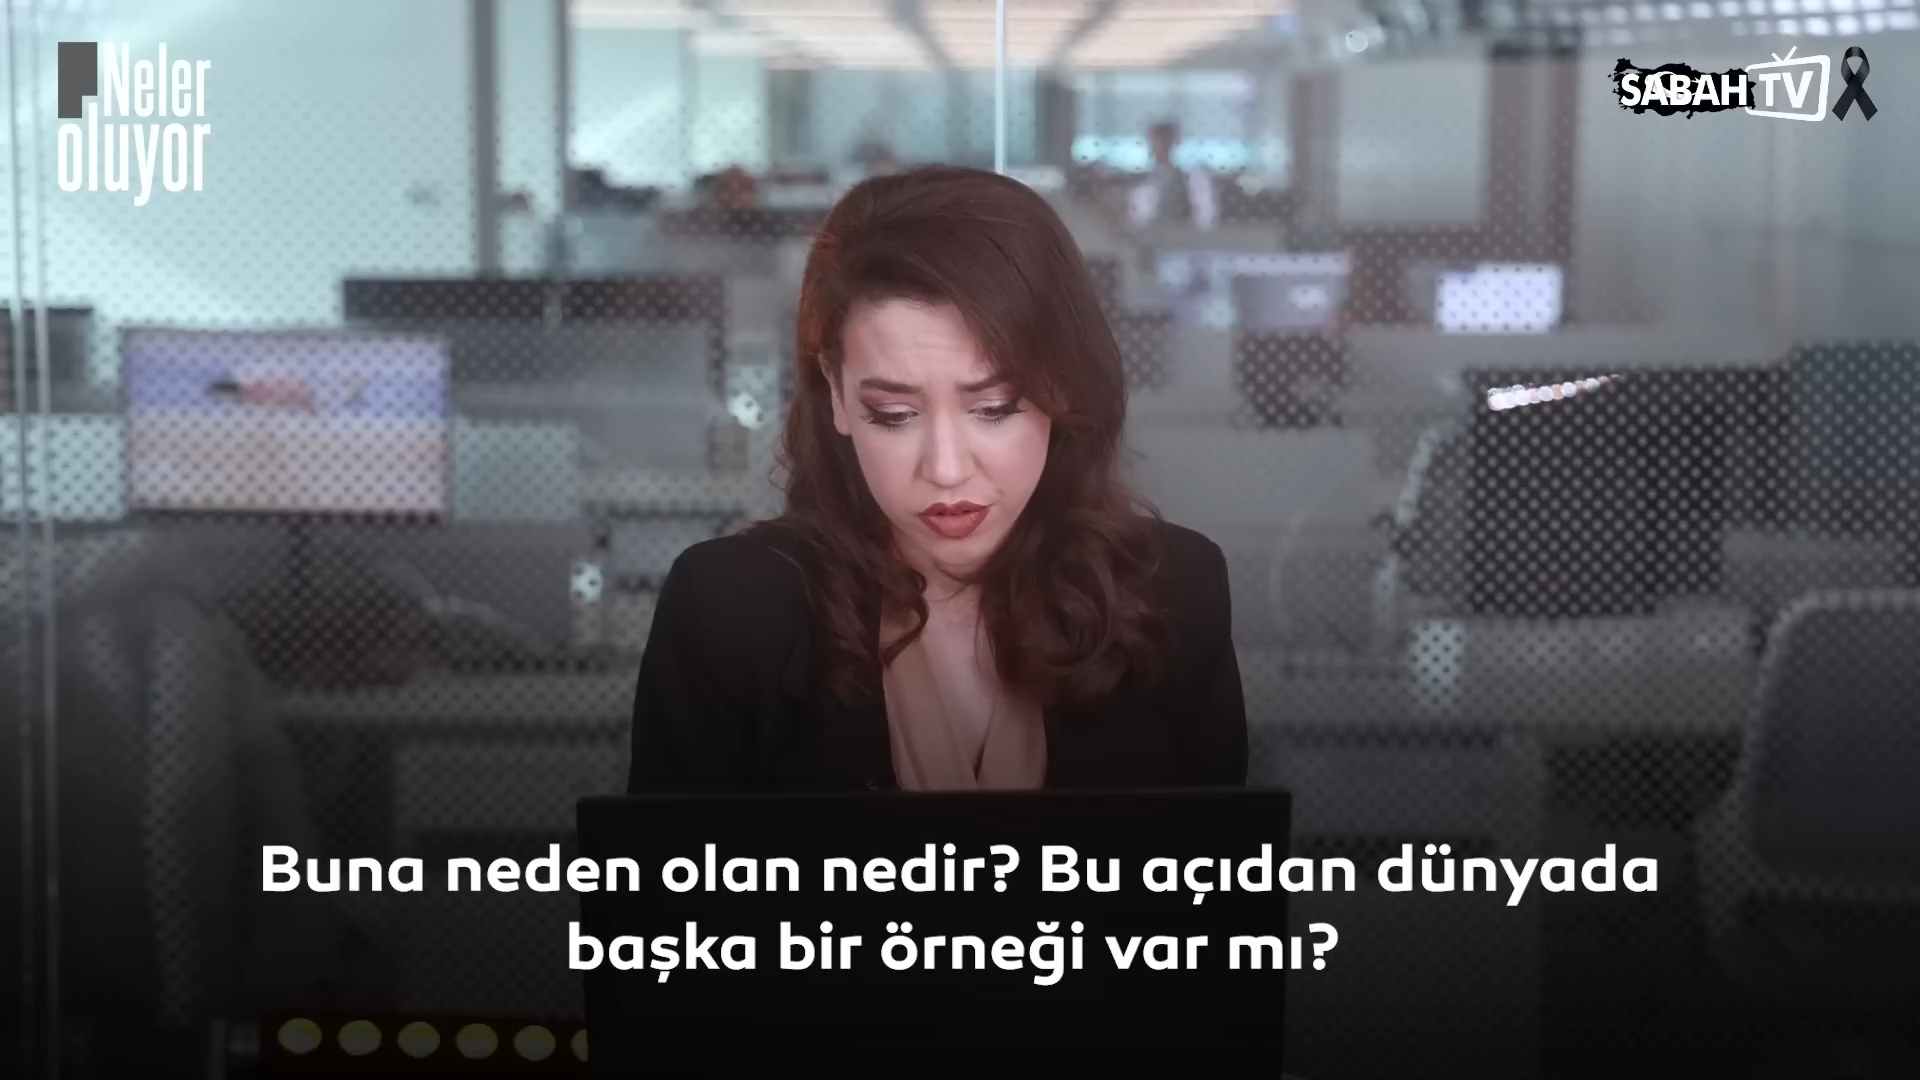 Neler
oluyor
SABAH TV
Buna neden olan nedir? Bu açıdan dünyada
başka bir örneği var mı?